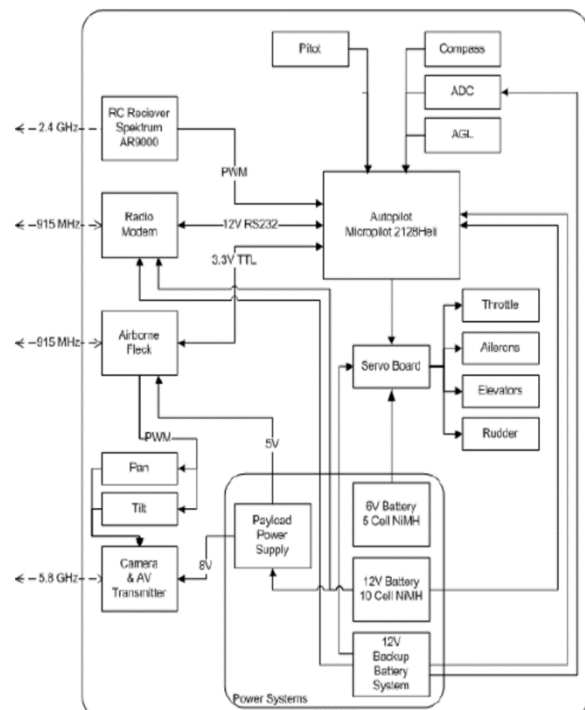 Pilot
Compass
ADC
AGL
2.4 GHz
RC Reciever
Spektrum
AR9000
PWM
915 MHz
Radio
Modem
12V RS232
3.3V TTL
Autopilot
Micropilot 2128Heli
915 MHz
Airborne
Fleck
Servo Board
Throttle
Ailerons
Elevators
Rudder
PWM
Pan
Tilt
5V
5.8 GHz
Camera
& AV
Transmitter
8V
Payload
Power
Supply
6V Battery
5 Cell NiMH
12V Battery
10 Cell NiMH
12V
Backup
Battery
System
Power Systems